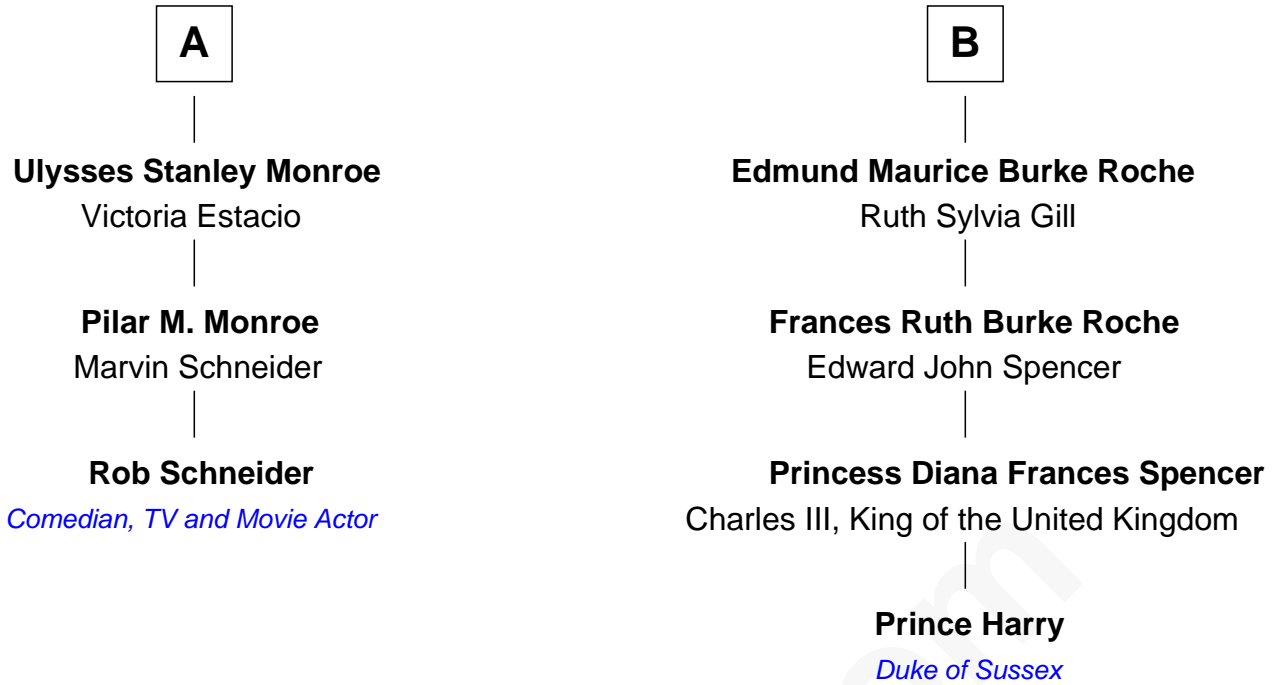 A
Ulysses Stanley Monroe
Victoria Estacio
Pilar M. Monroe
Marvin Schneider
Rob Schneider
Comedian, TV and Movie Actor
B
Edmund Maurice Burke Roche
Ruth Sylvia Gill
Frances Ruth Burke Roche
Edward John Spencer
Princess Diana Frances Spencer
Charles III, King of the United Kingdom
Prince Harry
Duke of Sussex